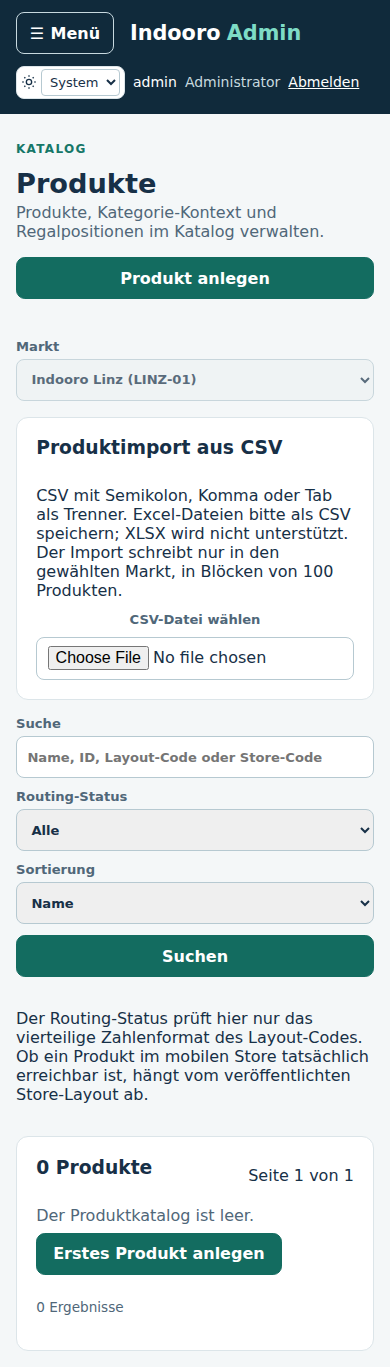 ☰ Menü
Indooro Admin
System
admin Administrator Abmelden
KATALOG
Produkte
Produkte, Kategorie-Kontext und
Regalpositionen im Katalog verwalten.
Produkt anlegen
Markt
Indooro Linz (LINZ-01)
Produktimport aus CSV
CSV mit Semikolon, Komma oder Tab
als Trenner. Excel-Dateien bitte als CSV
speichern; XLSX wird nicht unterstützt.
Der Import schreibt nur in den
gewählten Markt, in Blöcken von 100
Produkten.
CSV-Datei wählen
Choose File No file chosen
Suche
Name, ID, Layout-Code oder Store-Code
Routing-Status
Alle
Sortierung
Name
Suchen
Der Routing-Status prüft hier nur das
vierteilige Zahlenformat des Layout-Codes.
Ob ein Produkt im mobilen Store tatsächlich
erreichbar ist, hängt vom veröffentlichten
Store-Layout ab.
0 Produkte
Seite 1 von 1
Der Produktkatalog ist leer.
Erstes Produkt anlegen
0 Ergebnisse